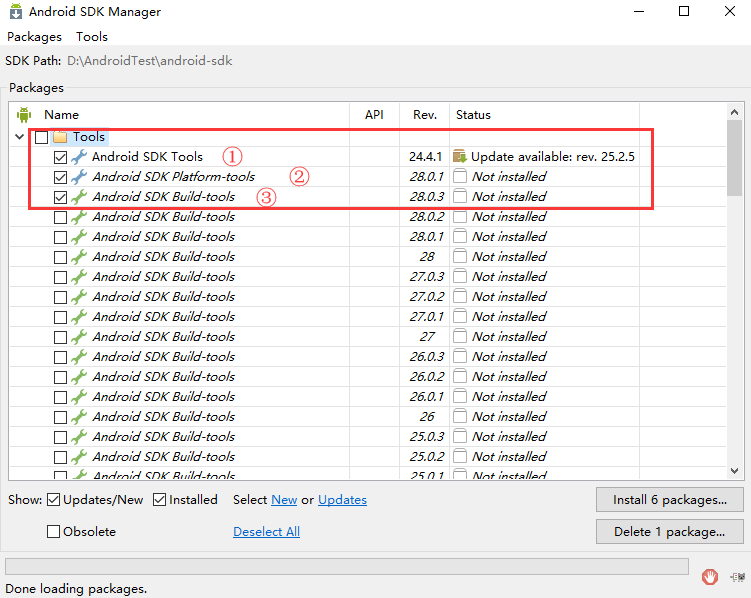 Android SDK Manager
Packages Tools
SDK Path: D:\AndroidTest\android-sdk
Packages
Name API Rev. Status
Tools
Android SDK Tools ① 24.4.1 Update available: rev. 25.2.5
Android SDK Platform-tools ② 28.0.1 Not installed
Android SDK Build-tools ③ 28.0.3 Not installed
Android SDK Build-tools 28.0.2 Not installed
Android SDK Build-tools 28.0.1 Not installed
Android SDK Build-tools 28 Not installed
Android SDK Build-tools 27.0.3 Not installed
Android SDK Build-tools 27.0.2 Not installed
Android SDK Build-tools 27.0.1 Not installed
Android SDK Build-tools 27 Not installed
Android SDK Build-tools 26.0.3 Not installed
Android SDK Build-tools 26.0.2 Not installed
Android SDK Build-tools 26.0.1 Not installed
Android SDK Build-tools 26 Not installed
Android SDK Build-tools 25.0.3 Not installed
Android SDK Build-tools 25.0.2 Not installed
Android SDK Build-tools 25.0.1 Not installed
Show: Updates/New Installed Select New or Updates Install 6 packages...
Obsolete Deselect All Delete 1 package...
Done loading packages.